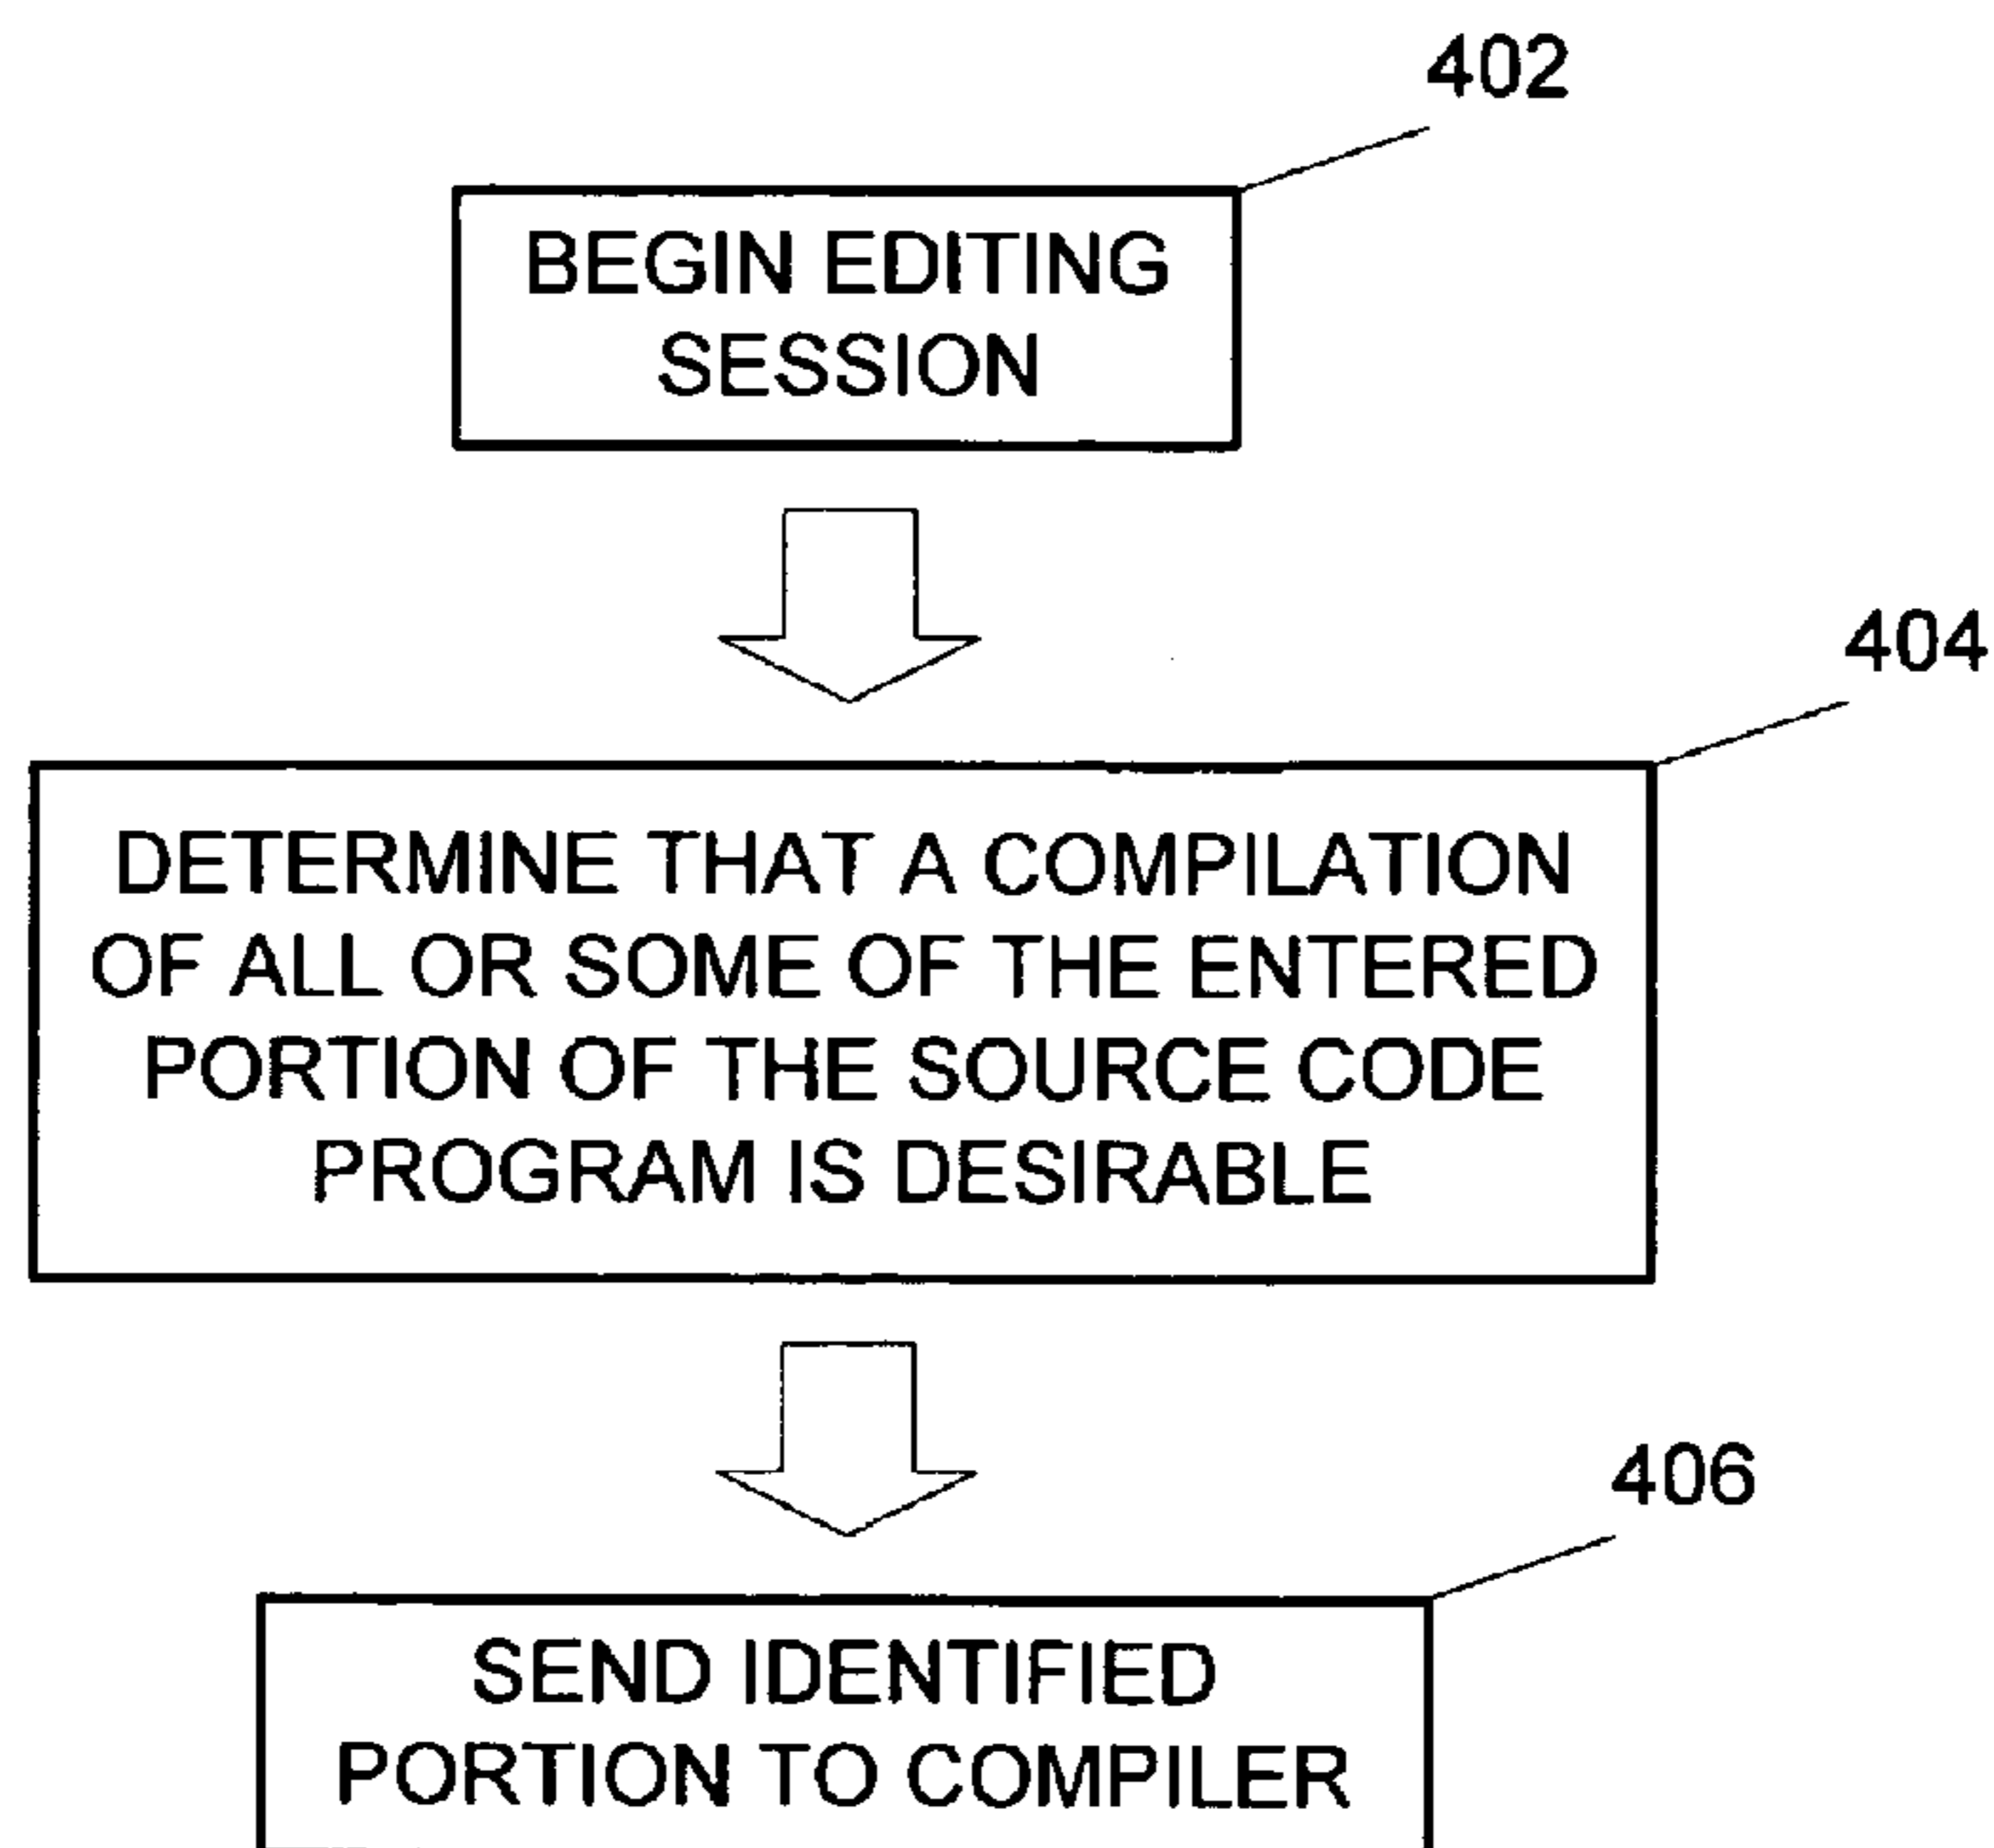 402
BEGIN EDITING
SESSION
404
DETERMINE THAT A COMPILATION
OF ALL OR SOME OF THE ENTERED
PORTION OF THE SOURCE CODE
PROGRAM IS DESIRABLE
406
SEND IDENTIFIED
PORTION TO COMPILER